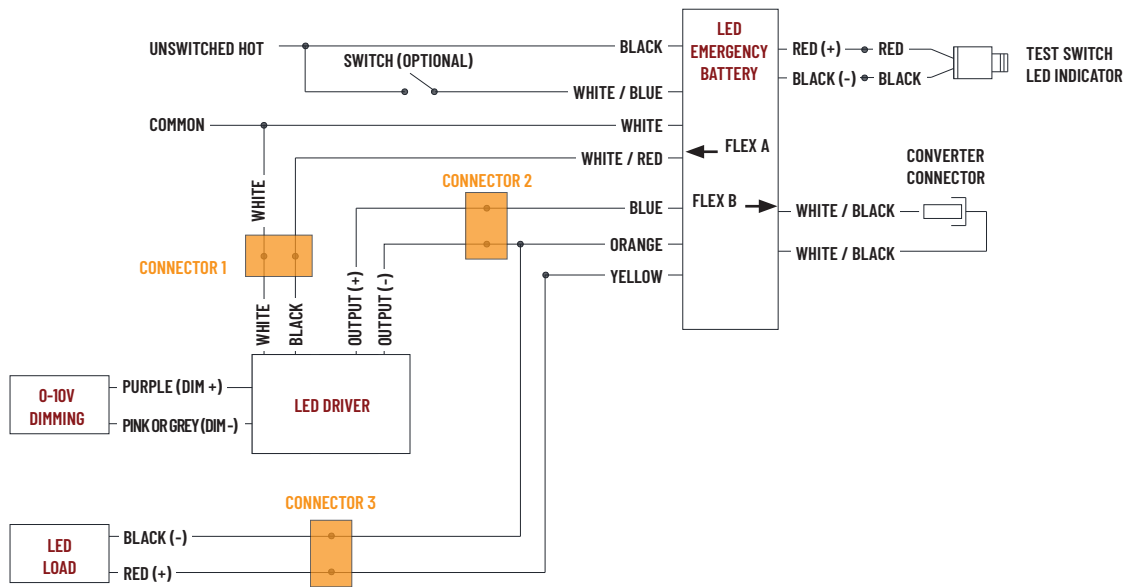 UNSWITCHED HOT
SWITCH (OPTIONAL)
COMMON
BLACK
WHITE / BLUE
WHITE
WHITE / RED
BLUE
ORANGE
YELLOW
LED
EMERGENCY
BATTERY
FLEX A
FLEX B
RED (+)
RED
BLACK (-)
BLACK
TEST SWITCH
LED INDICATOR
CONVERTER
CONNECTOR
WHITE / BLACK
WHITE / BLACK
CONNECTOR 2
WHITE
CONNECTOR 1
WHITE
BLACK
OUTPUT (+)
OUTPUT (-)
0-10V
DIMMING
PURPLE (DIM +)
PINK OR GREY (DIM-)
LED DRIVER
CONNECTOR 3
LED
LOAD
BLACK (-)
RED (+)